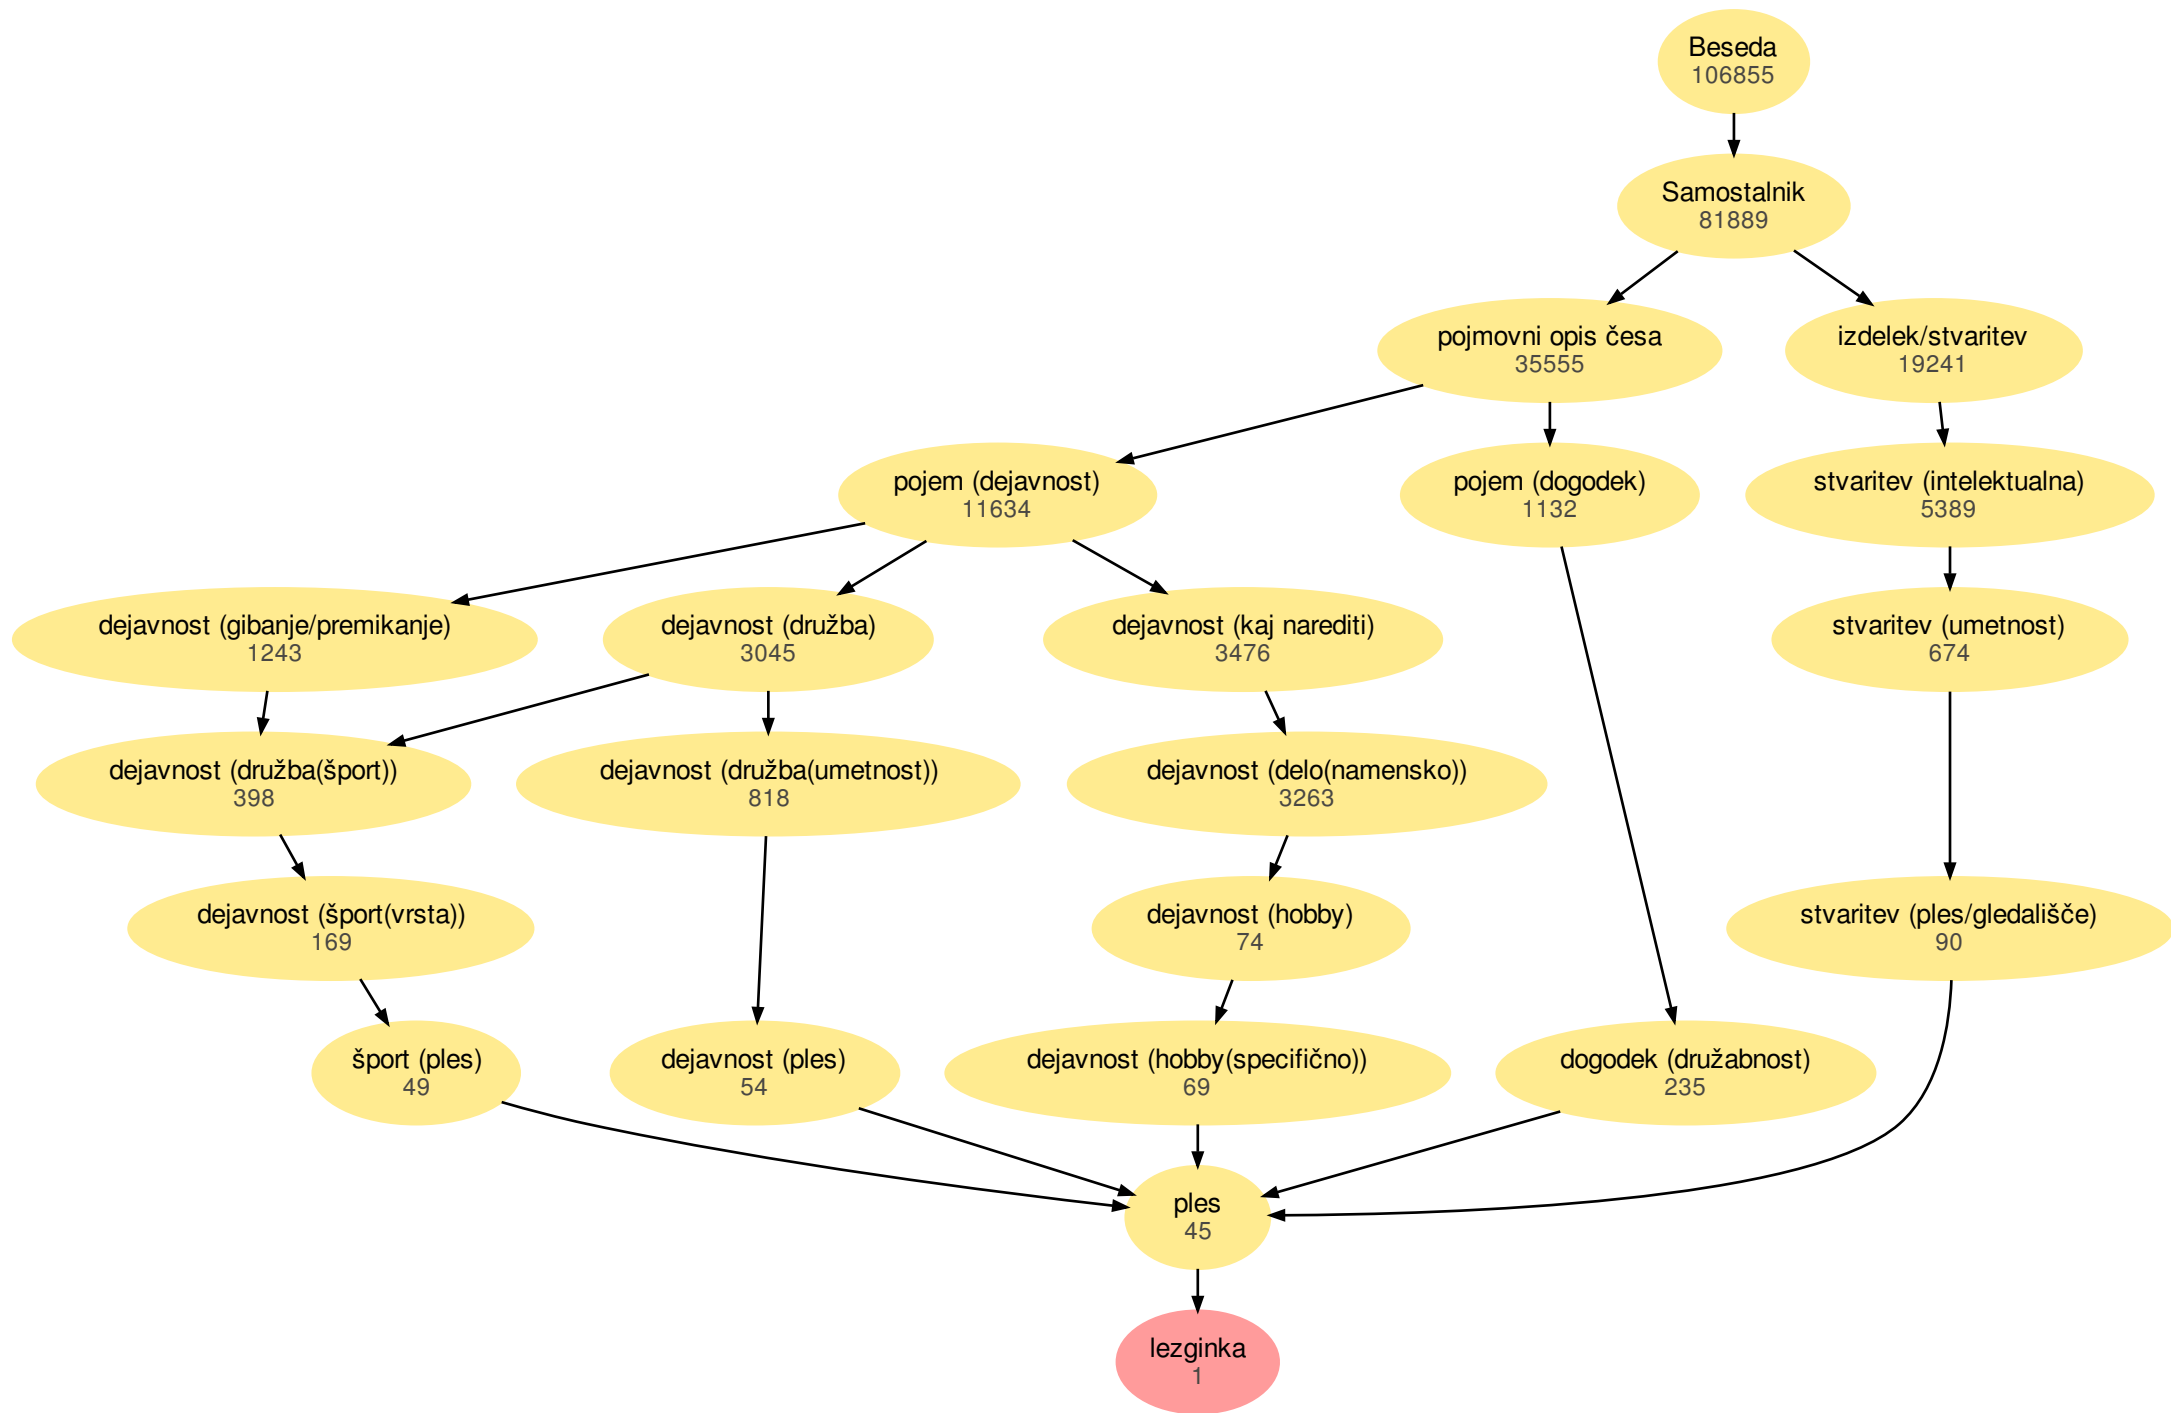 Beseda
106855
Samostalnik
81889
pojmovni opis česa
35555
izdelek/stvaritev
19241
pojem (dejavnost)
11634
pojem (dogodek)
1132
stvaritev (intelektualna)
5389
dejavnost (gibanje/premikanje)
1243
dejavnost (družba)
3045
dejavnost (kaj narediti)
3476
stvaritev (umetnost)
674
dejavnost (družba(šport))
398
dejavnost (družba(umetnost))
818
dejavnost (delo(namensko))
3263
dejavnost (šport(vrsta))
169
dejavnost (hobby)
74
stvaritev (ples/gledališče)
90
šport (ples)
49
dejavnost (ples)
54
dejavnost (hobby(specifično))
69
dogodek (družabnost)
235
ples
45
lezginka
1